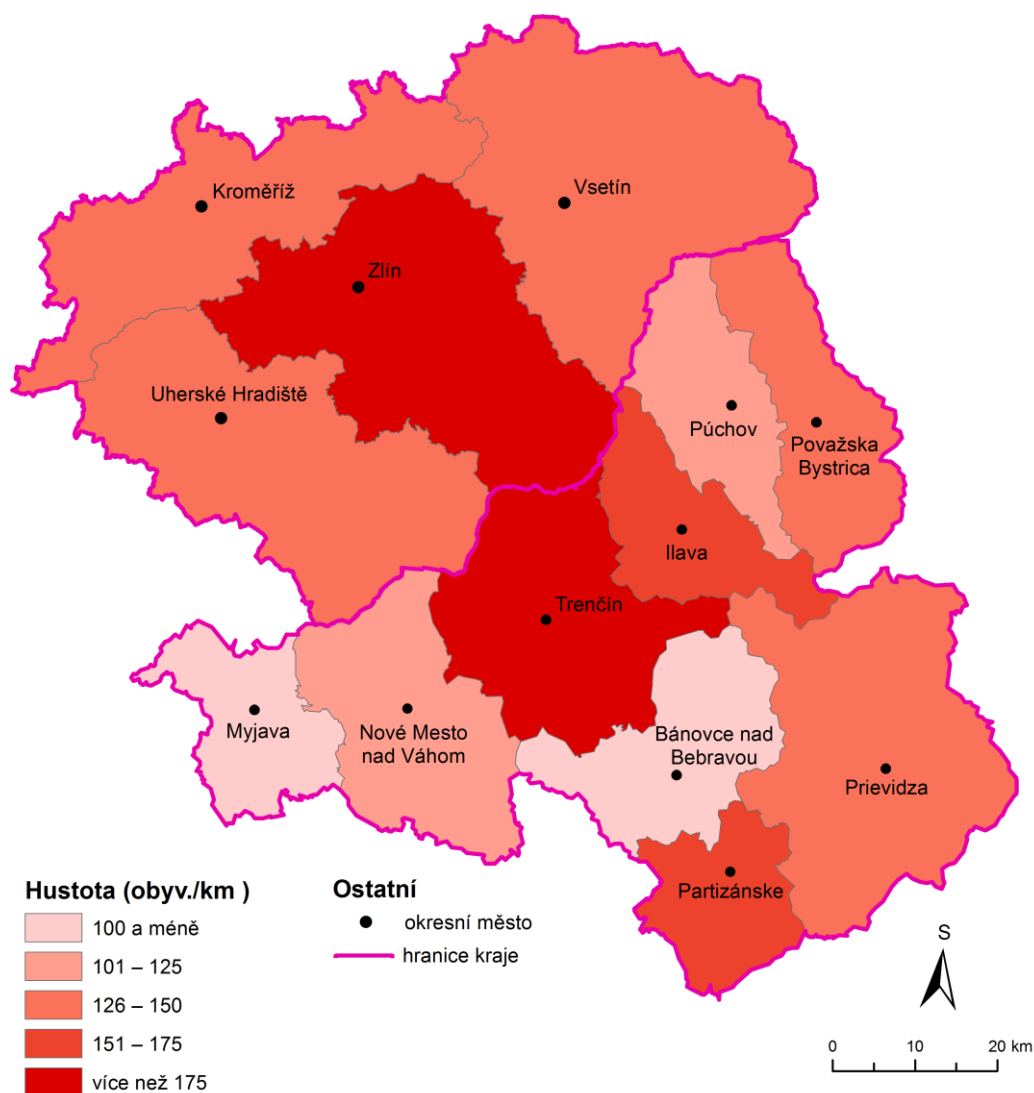 Kroměříž
Vsetín
Zlín
Uherské Hradiště
Púchov
Považska
Bystrica
Ilava
Trenčín
Myjava
Nové Mesto
nad Váhom
Bánovce nad
Bebravou
Prievidza
Partizánske
Hustota (obyv./km )
100 a méně
101 – 125
126 – 150
151 – 175
více než 175
Ostatní
okresní město
hranice kraje
S
0 10 20 km